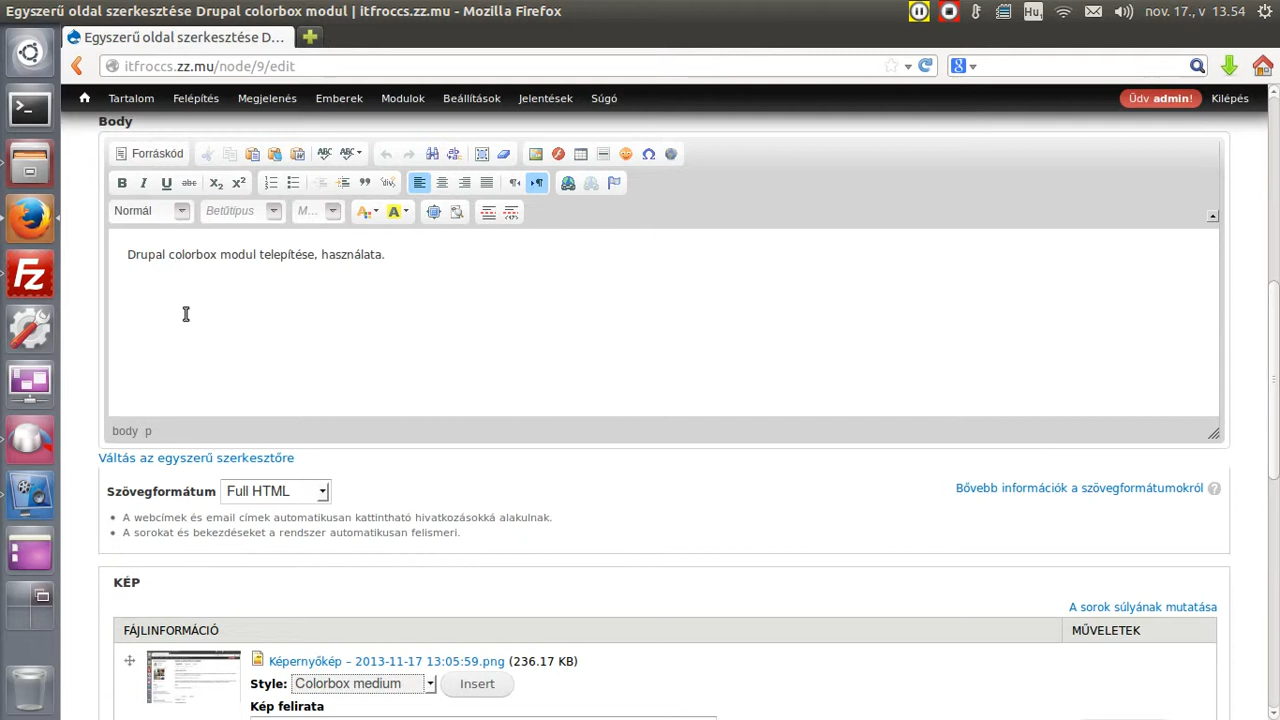 Egyszerű oldal szerkesztése Drupal colorbox modul | itfroccs.zz.mu - Mozilla Firefox
Hu,
nov. 17., v 13.54
Egyszerű oldal szerkesztése D...
itfroccs.zz.mu/node/9/edit
Tartalom Felépítés Megjelenés Emberek Modulok Beállítások Jelentések Súgó Üdv admin! Kilépés
Body
Forráskód
Normál Betűtípus M...
Drupal colorbox modul telepítése, használata.
body p
Váltás az egyszerű szerkesztőre
Szövegformátum Full HTML
Bővebb információk a szövegformátumokról ?
A webcímek és email címek automatikusan kattintható hivatkozásokká alakulnak.
A sorokat és bekezdéseket a rendszer automatikusan felismeri.
KÉP
A sorok súlyának mutatása
FÁJLINFORMÁCIÓ MŰVELETEK
Képernyőkép – 2013-11-17 13:05:59.png (236.17 KB)
Style: Colorbox medium Insert
Kép felirata